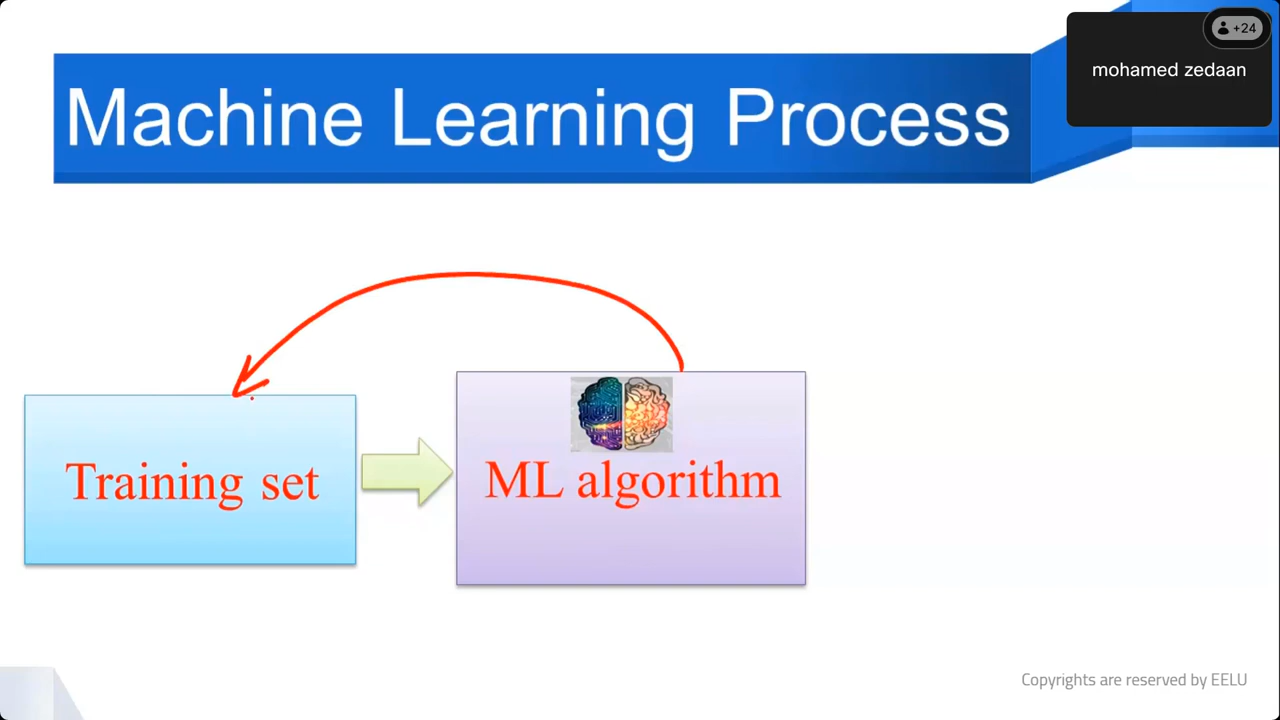 +24
mohamed zedaan
Machine Learning Process
Training set
ML algorithm
Copyrights are reserved by EELU